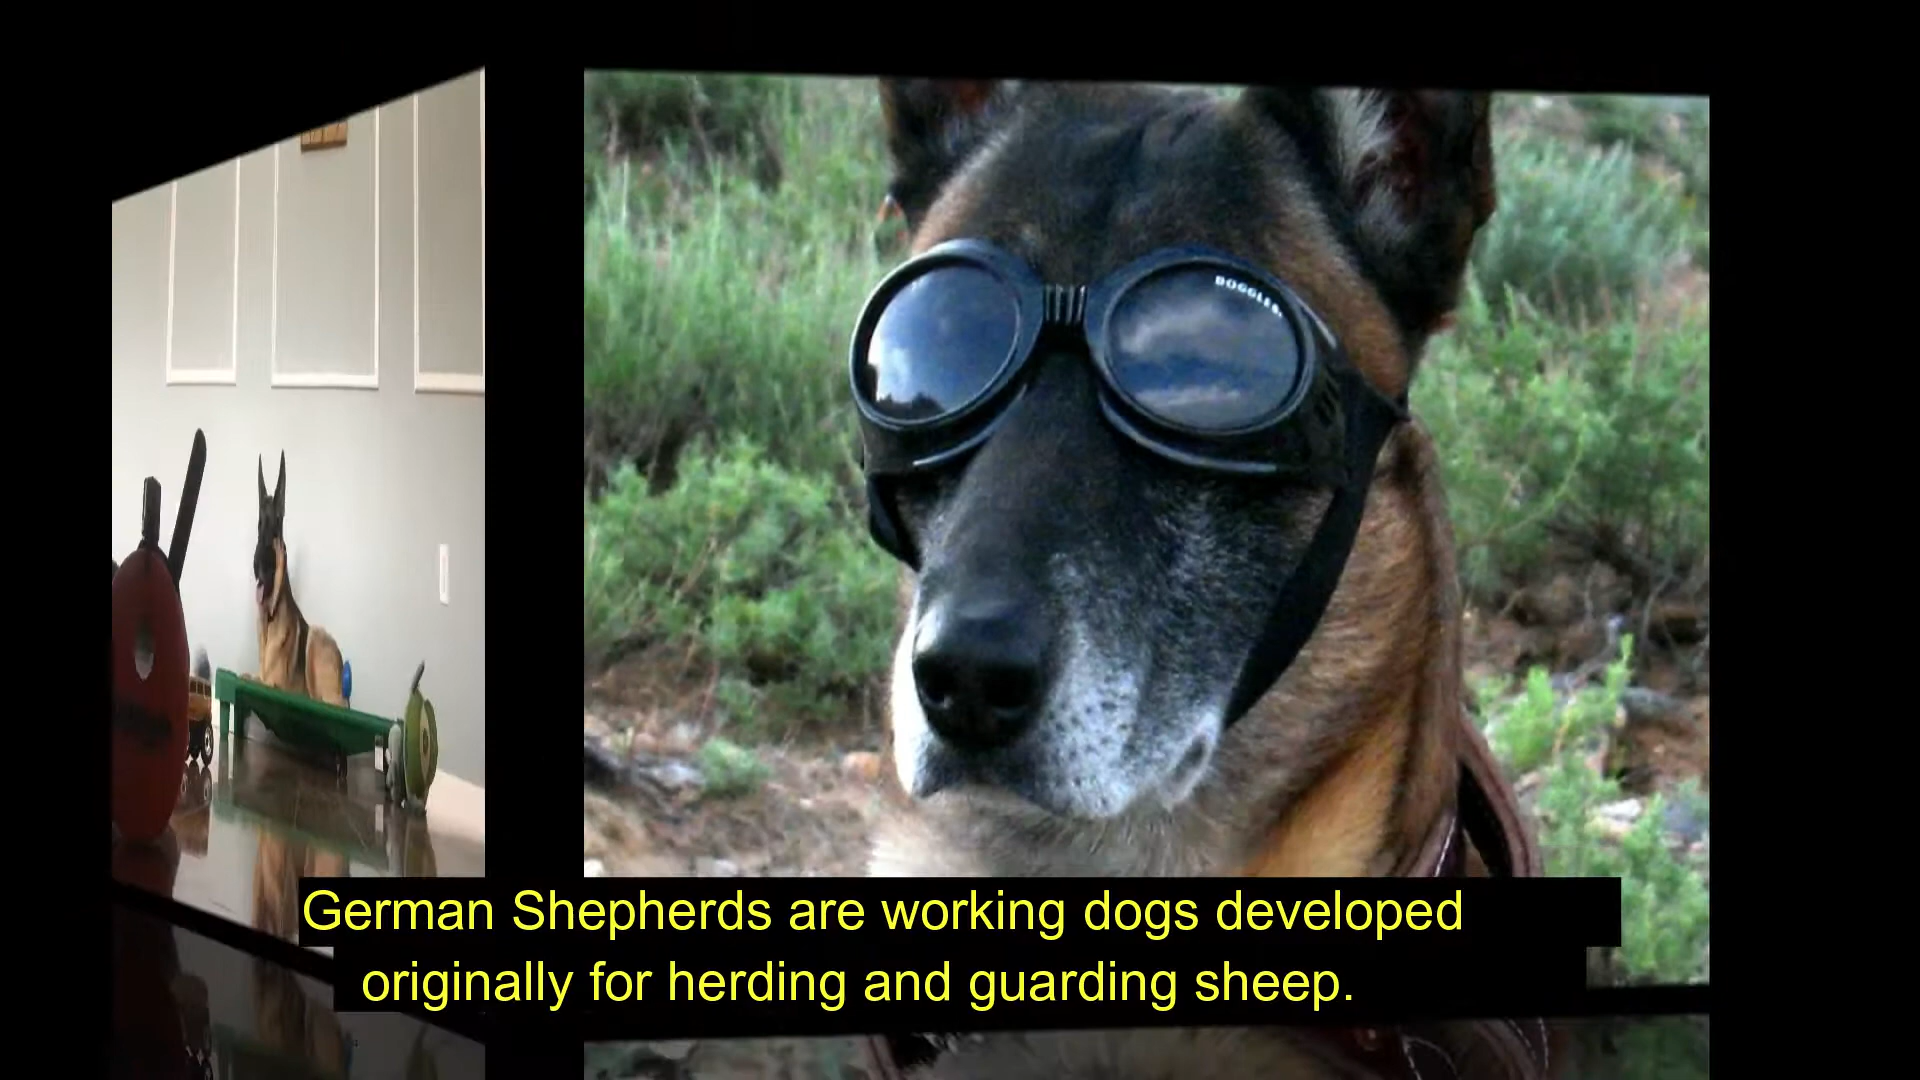 DOGGLES
German Shepherds are working dogs developed
originally for herding and guarding sheep.